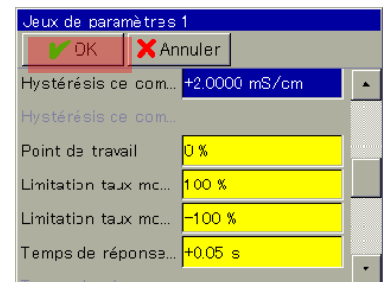 Jeux de paramètres 1
OK Annuler
Hystérésis ce com... +2.0000 mS/cm
Hystérésis ce com...
Point de travail 0 %
Limitation taux mc... 100 %
Limitation taux mc... -100 %
Temps de réponse... +0.05 s